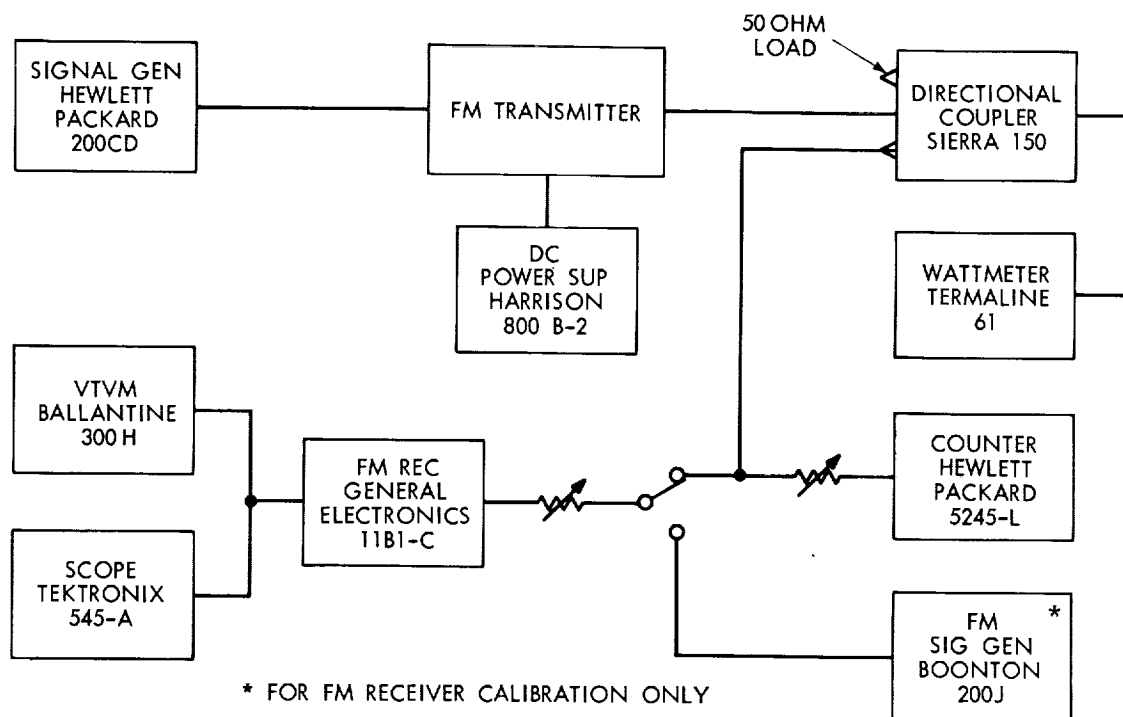 50 OHM
LOAD
SIGNAL GEN
HEWLETT
PACKARD
200CD
FM TRANSMITTER
DIRECTIONAL
COUPLER
SIERRA 150
DC
POWER SUP
HARRISON
800 B-2
WATTMETER
TERMALINE
61
VTVM
BALLANTINE
300 H
FM REC
GENERAL
ELECTRONICS
11B1-C
COUNTER
HEWLETT
PACKARD
5245-L
SCOPE
TEKTRONIX
545-A
FM *
SIG GEN
BOONTON
200J
* FOR FM RECEIVER CALIBRATION ONLY